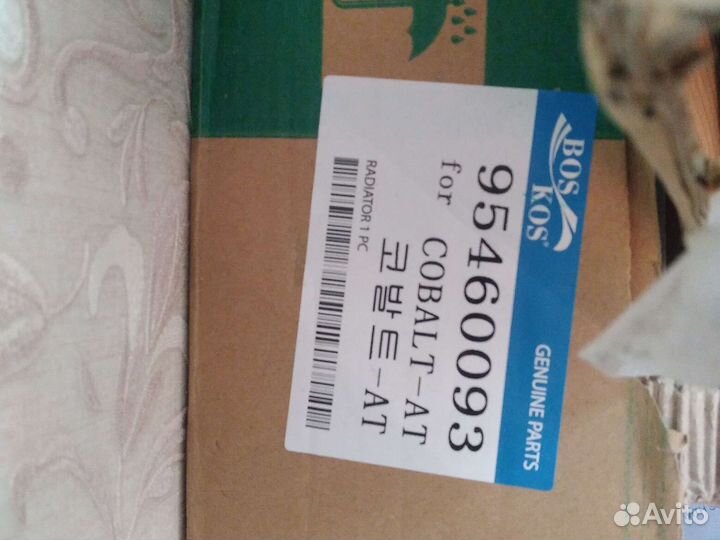 BOS
KOS®
GENUINE PARTS
95460093
for COBALT-AT
코발트-AT
RADIATOR 1 PC
Avito